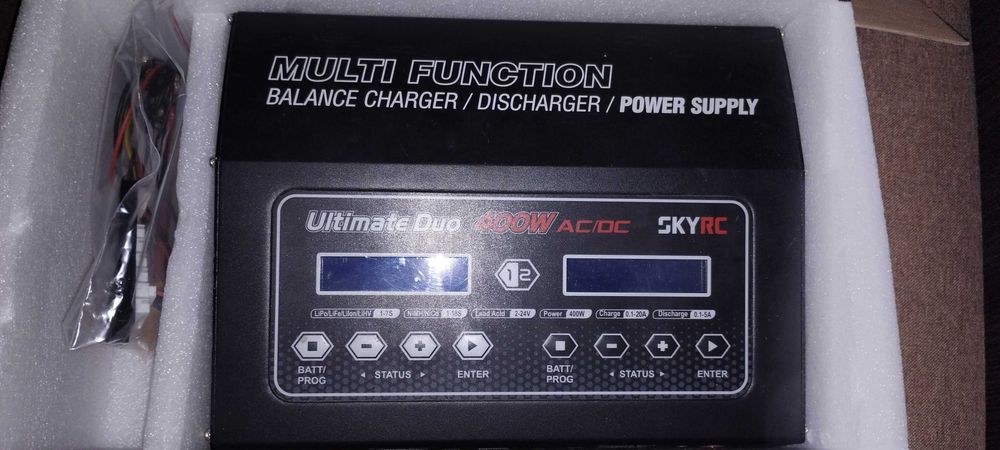 MULTI FUNCTION
BALANCE CHARGER / DISCHARGER / POWER SUPPLY
Ultimate Duo 400W AC/DC SKYRC
1 2
LiPo/LiFe/LiIon/LiHV 1-7S NiMH/NiCd 1-18S Lead Acid 2-24V Power 400W Charge 0.1-20A Discharge 0.1-5A
BATT/ PROG ◄ STATUS ► ENTER BATT/ PROG ◄ STATUS ► ENTER